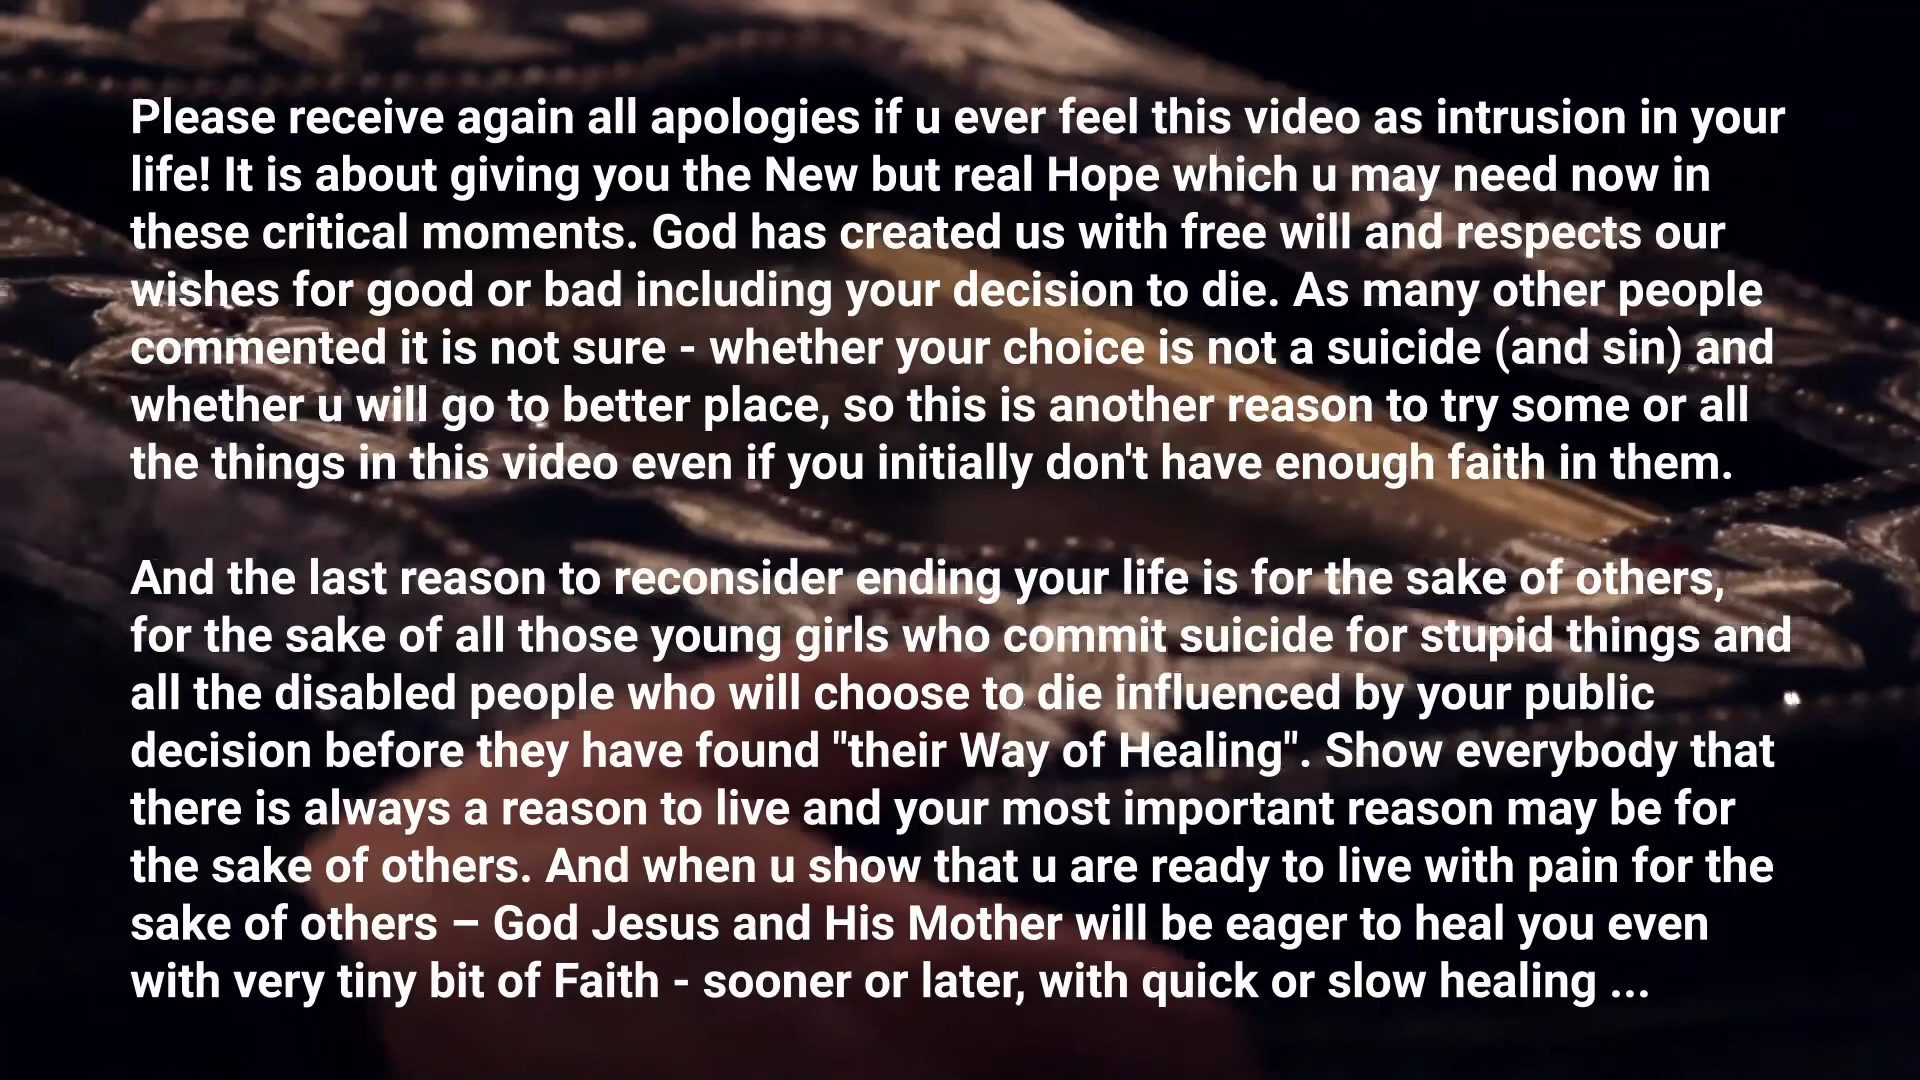 Please receive again all apologies if u ever feel this video as intrusion in your
life! It is about giving you the New but real Hope which u may need now in
these critical moments. God has created us with free will and respects our
wishes for good or bad including your decision to die. As many other people
commented it is not sure - whether your choice is not a suicide (and sin) and
whether u will go to better place, so this is another reason to try some or all
the things in this video even if you initially don't have enough faith in them.
And the last reason to reconsider ending your life is for the sake of others,
for the sake of all those young girls who commit suicide for stupid things and
all the disabled people who will choose to die influenced by your public
decision before they have found "their Way of Healing". Show everybody that
there is always a reason to live and your most important reason may be for
the sake of others. And when u show that u are ready to live with pain for the
sake of others – God Jesus and His Mother will be eager to heal you even
with very tiny bit of Faith - sooner or later, with quick or slow healing ...